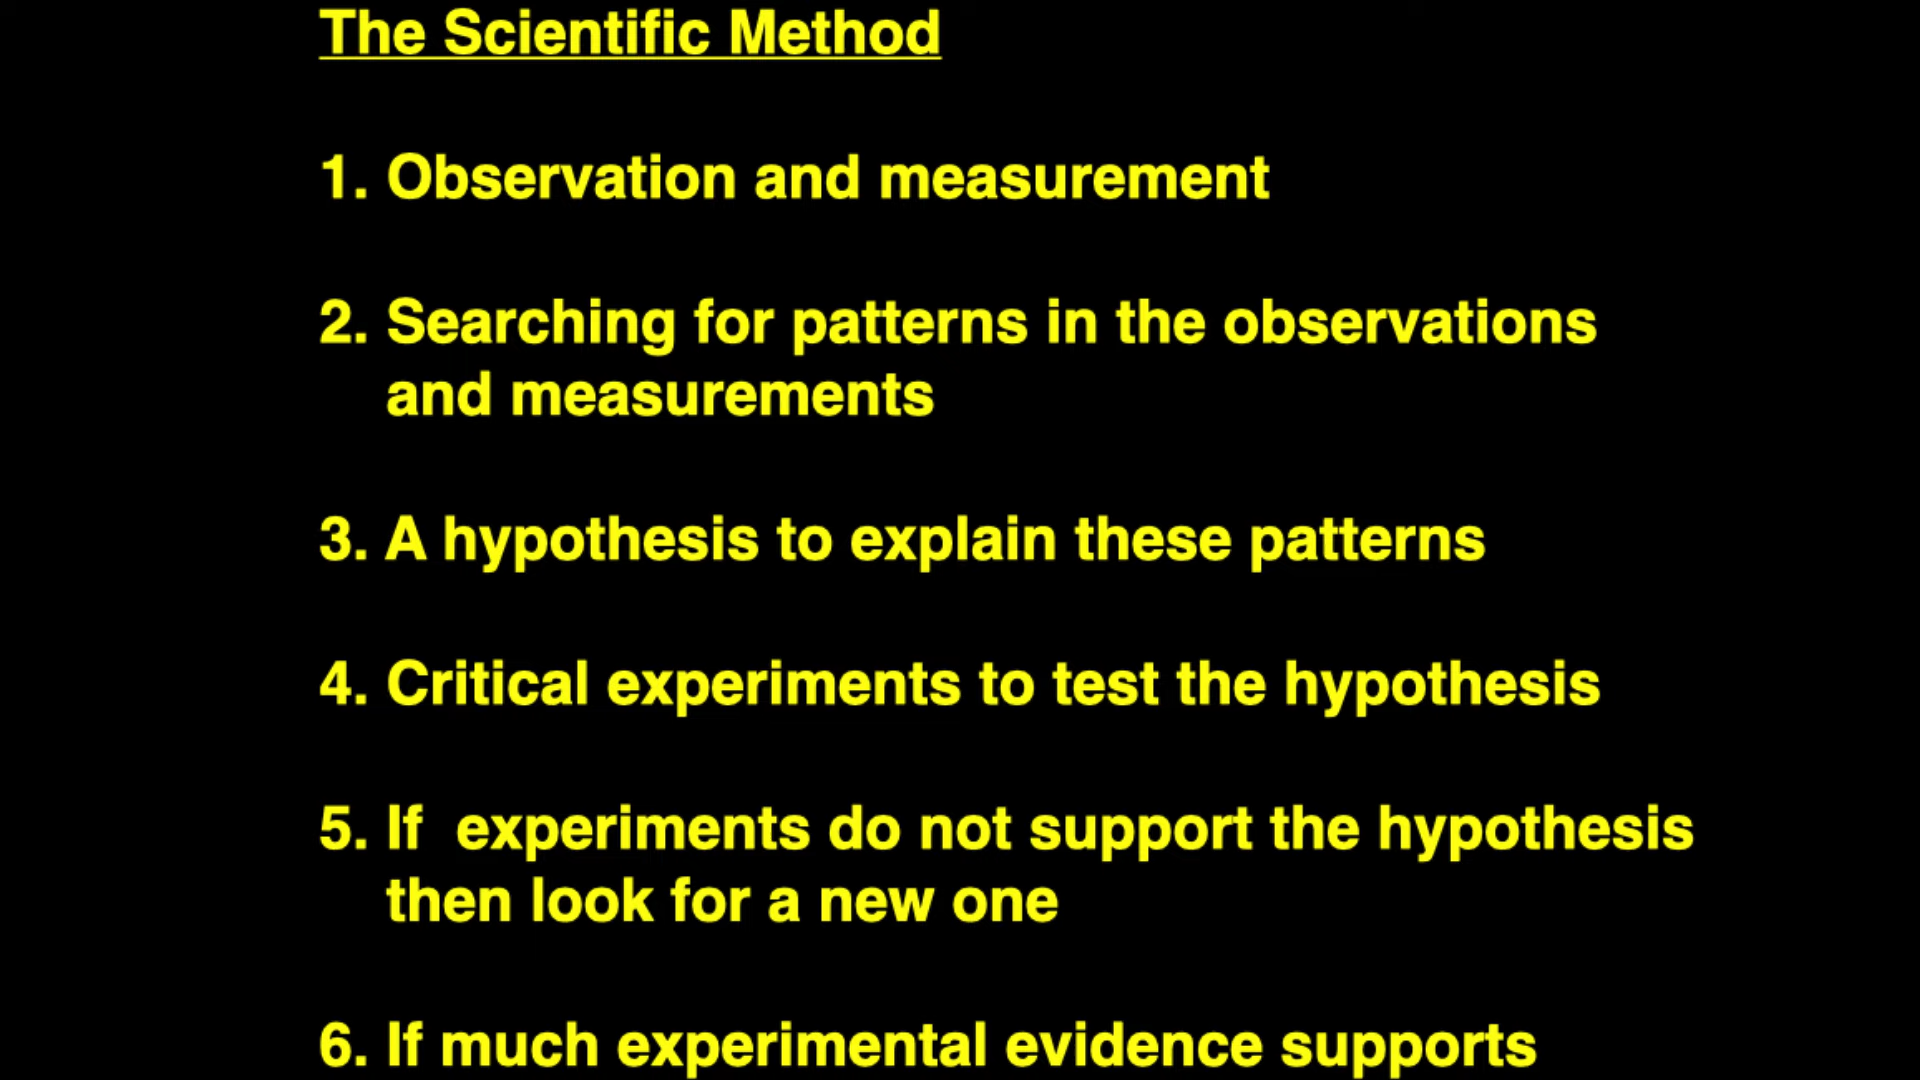 The Scientific Method
1. Observation and measurement
2. Searching for patterns in the observations
and measurements
3. A hypothesis to explain these patterns
4. Critical experiments to test the hypothesis
5. If  experiments do not support the hypothesis
then look for a new one
6. If much experimental evidence supports